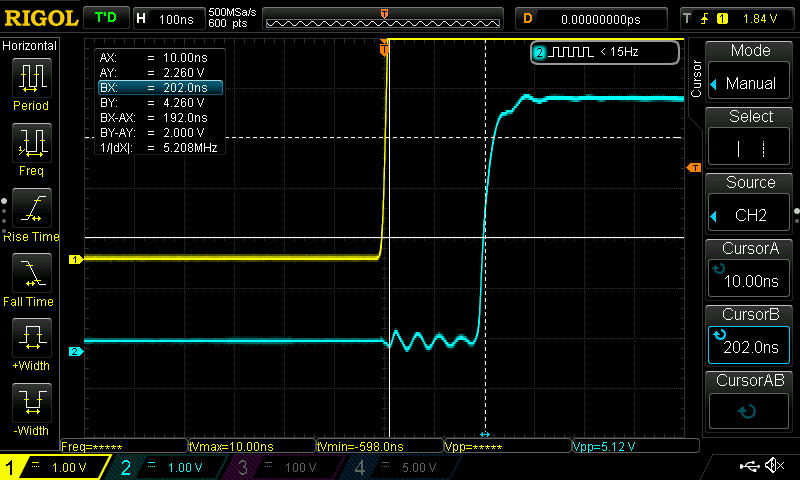 RIGOL T'D H 100ns 500MSa/s 600 pts D 0.00000000ps T 1 1.84 V
Horizontal
Period
Freq
Rise Time
Fall Time
+Width
-Width
AX: = 10.00ns
AY: = 2.260 V
BX: = 202.0ns
BY: = 4.260 V
BX-AX: = 192.0ns
BY-AY: = 2.000 V
1/|dX|: = 5.208MHz
T
2 < 15Hz
T
1
2
Cursor
Mode
Manual
Select
Source
CH2
CursorA
10.00ns
CursorB
202.0ns
CursorAB
Freq=***** tVmax=10.00ns tVmin=-598.0ns Vpp=***** Vpp=5.12 V
1 = 1.00 V 2 = 1.00 V 3 = 100 V 4 = 5.00 V